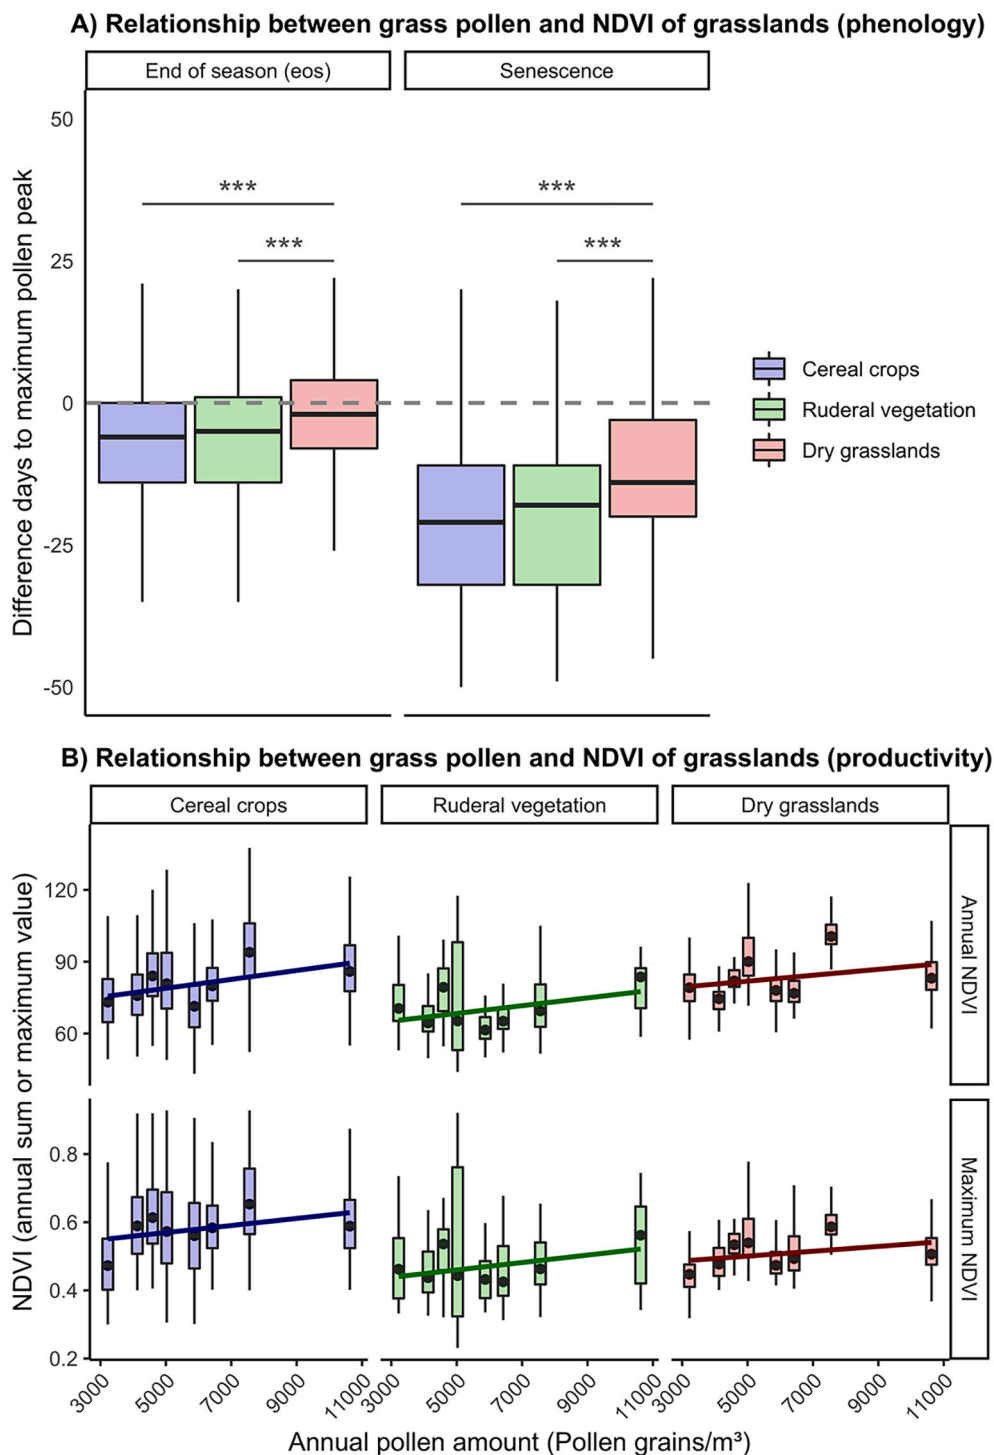 A) Relationship between grass pollen and NDVI of grasslands (phenology)
End of season (eos)
Senescence
Difference days to maximum pollen peak
50
25
0
-25
-50
***
***
***
***
Cereal crops
Ruderal vegetation
Dry grasslands
B) Relationship between grass pollen and NDVI of grasslands (productivity)
Cereal crops
Ruderal vegetation
Dry grasslands
NDVI (annual sum or maximum value)
120
90
60
Annual NDVI
0.8
0.6
0.4
0.2
Maximum NDVI
3000
5000
7000
9000
11000
3000
5000
7000
9000
11000
3000
5000
7000
9000
11000
Annual pollen amount (Pollen grains/m³)